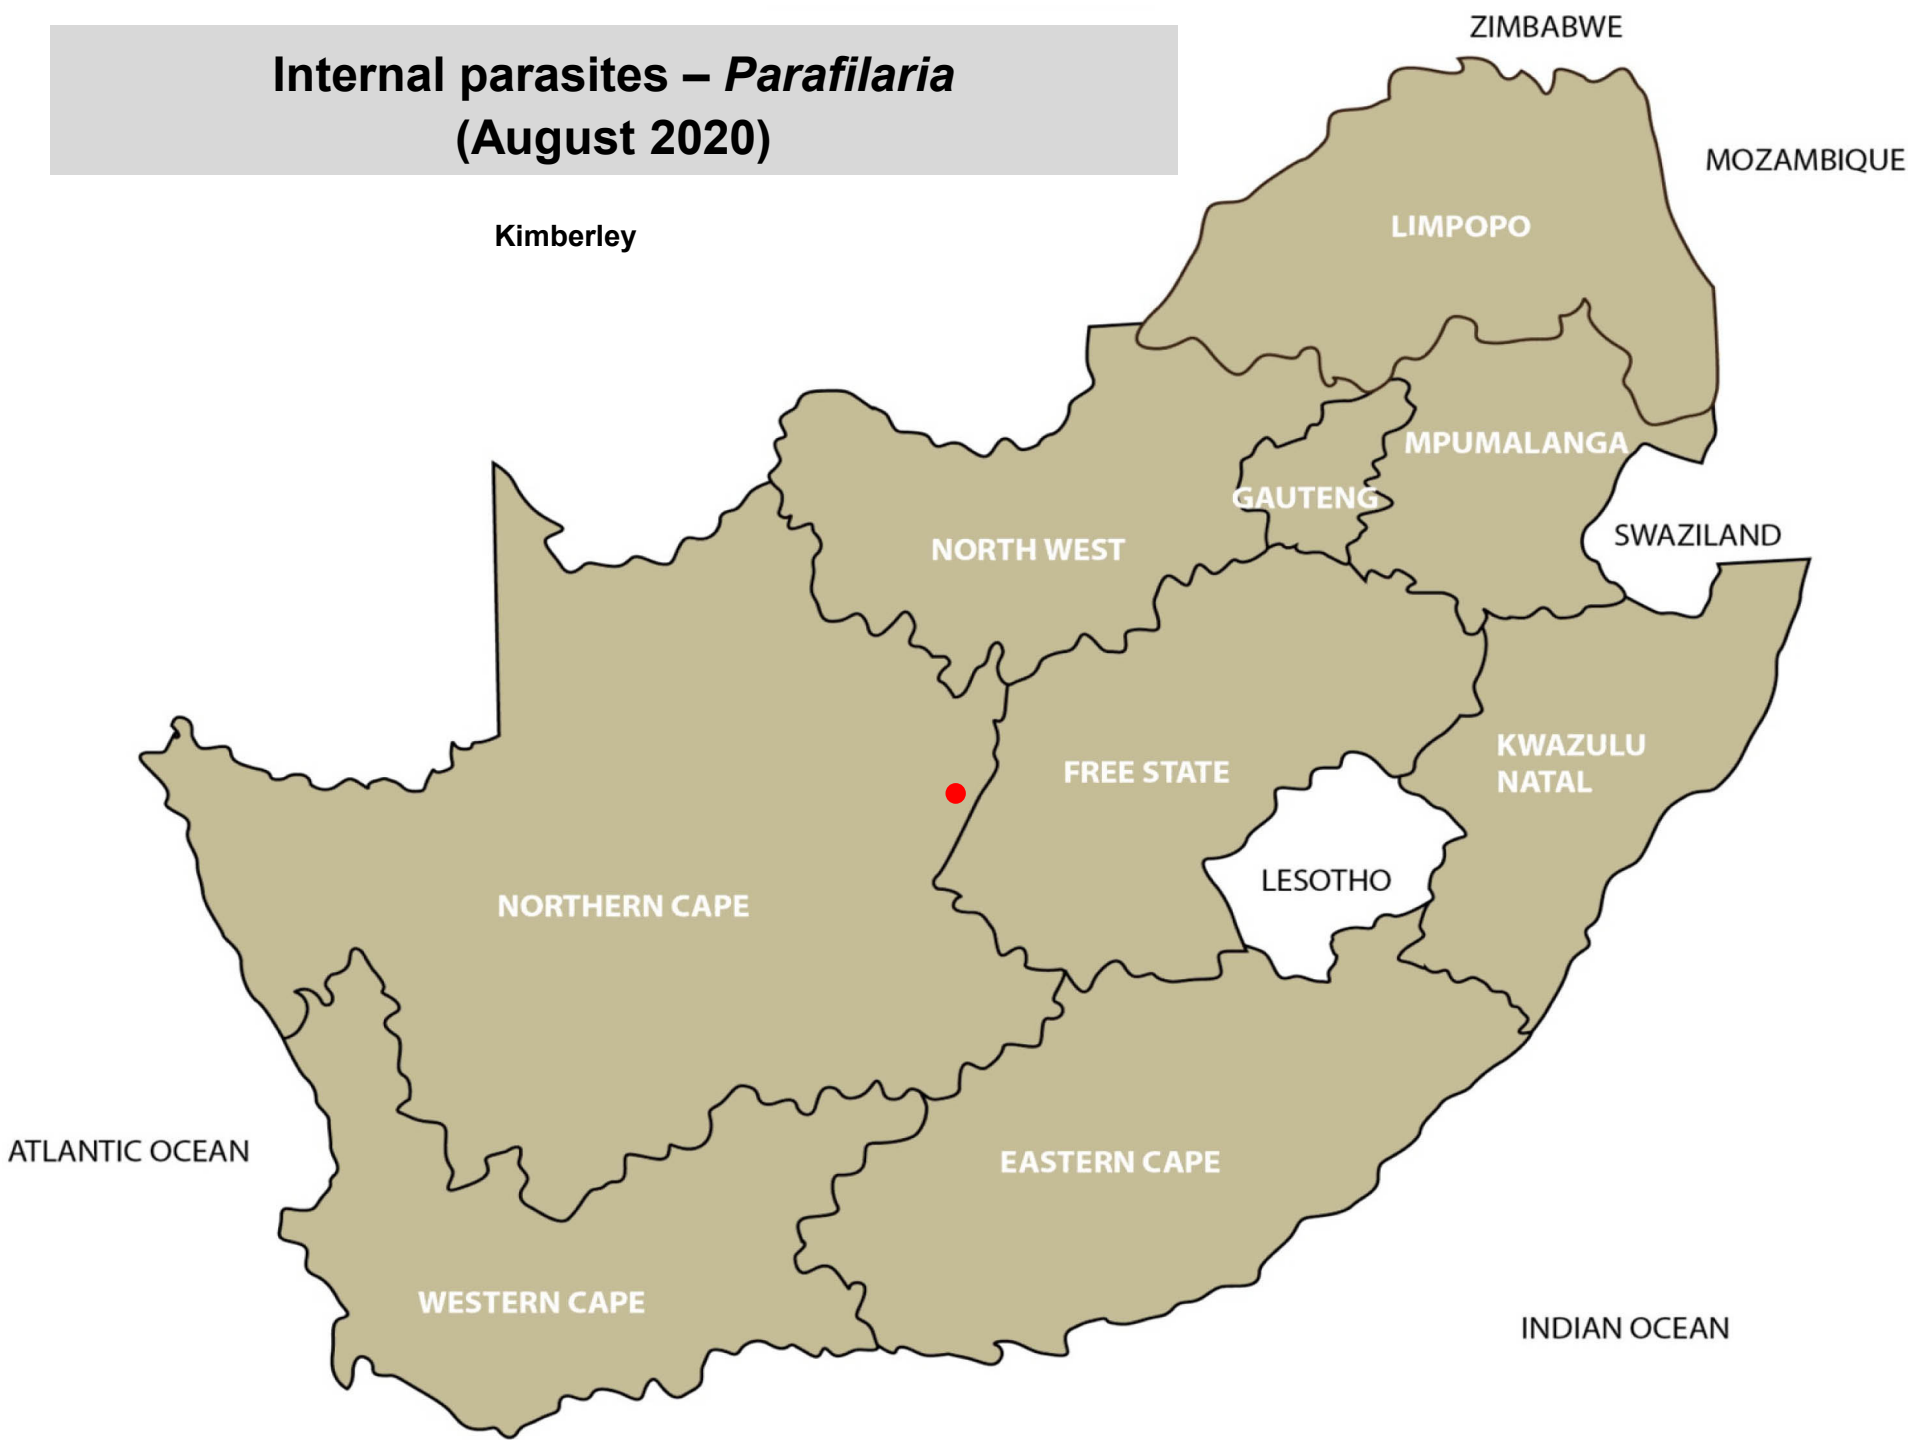 Internal parasites – Parafilaria
(August 2020)
Kimberley
ZIMBABWE
MOZAMBIQUE
LIMPOPO
MPUMALANGA
GAUTENG
SWAZILAND
NORTH WEST
KWAZULU
NATAL
FREE STATE
LESOTHO
NORTHERN CAPE
ATLANTIC OCEAN
EASTERN CAPE
WESTERN CAPE
INDIAN OCEAN